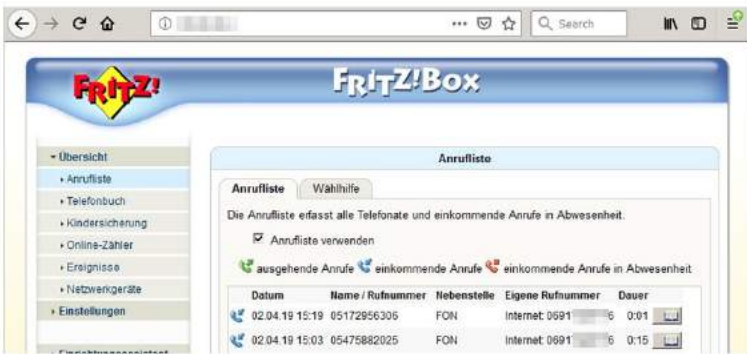 Search
FRITZ!
FRITZ!Box
Übersicht
Anrufliste
Telefonbuch
Kindersicherung
Online-Zähler
Ereignisse
Netzwerkgeräte
Einstellungen
Anrufliste
Anrufliste Wählhilfe
Die Anrufliste erfasst alle Telefonate und einkommende Anrufe in Abwesenheit.
Anrufliste verwenden
ausgehende Anrufe einkommende Anrufe einkommende Anrufe in Abwesenheit
Datum Name / Rufnummer Nebenstelle Eigene Rufnummer Dauer
02.04.19 15:19 05172956306 FON Internet: 0691 6 0:01
02.04.19 15:03 05475882025 FON Internet: 0691 6 0:15